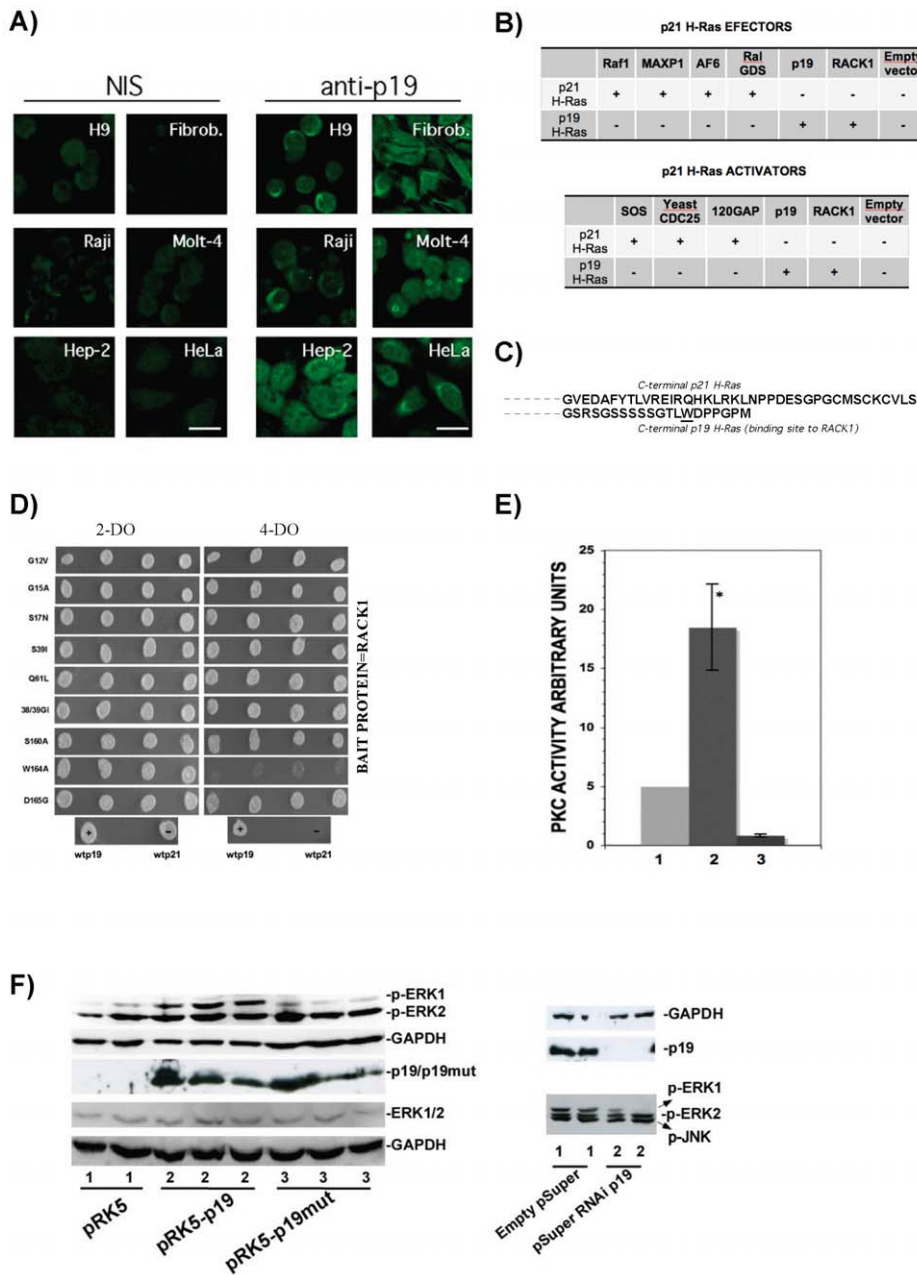 A)
NIS
anti-p19
H9
Fibrob.
H9
Fibrob.
Raji
Molt-4
Raji
Molt-4
Hep-2
HeLa
Hep-2
HeLa
B)
p21 H-Ras EFECTORS
Raf1 MAXP1 AF6 Ral GDS p19 RACK1 Empty vector
p21 H-Ras + + + + - - -
p19 H-Ras - - - - + + -
p21 H-Ras ACTIVATORS
SOS Yeast CDC25 120GAP p19 RACK1 Empty vector
p21 H-Ras + + + - - -
p19 H-Ras - - - + + -
C)
C-terminal p21 H-Ras
------GVEDAFYTLVREIRQHKLRKLNPPDESGPGCMSCKCVLS
------GSRSGSSSSSGTLWDPPGPM
C-terminal p19 H-Ras (binding site to RACK1)
D)
2-DO
4-DO
G12V
G15A
S17N
S39I
Q61L
38/39GI
S160A
W164A
D165G
BAIT PROTEIN=RACK1
+ - + -
wtp19 wtp21 wtp19 wtp21
E)
PKC ACTIVITY ARBITRARY UNITS
25
20
15
10
5
0
*
1 2 3
F)
-p-ERK1
-p-ERK2
-GAPDH
-p19/p19mut
-ERK1/2
-GAPDH
1 1 2 2 2 3 3 3
pRK5
pRK5-p19
pRK5-p19mut
-GAPDH
-p19
p-ERK1
-p-ERK2
p-JNK
1 1 2 2
Empty pSuper
pSuper RNAi p19